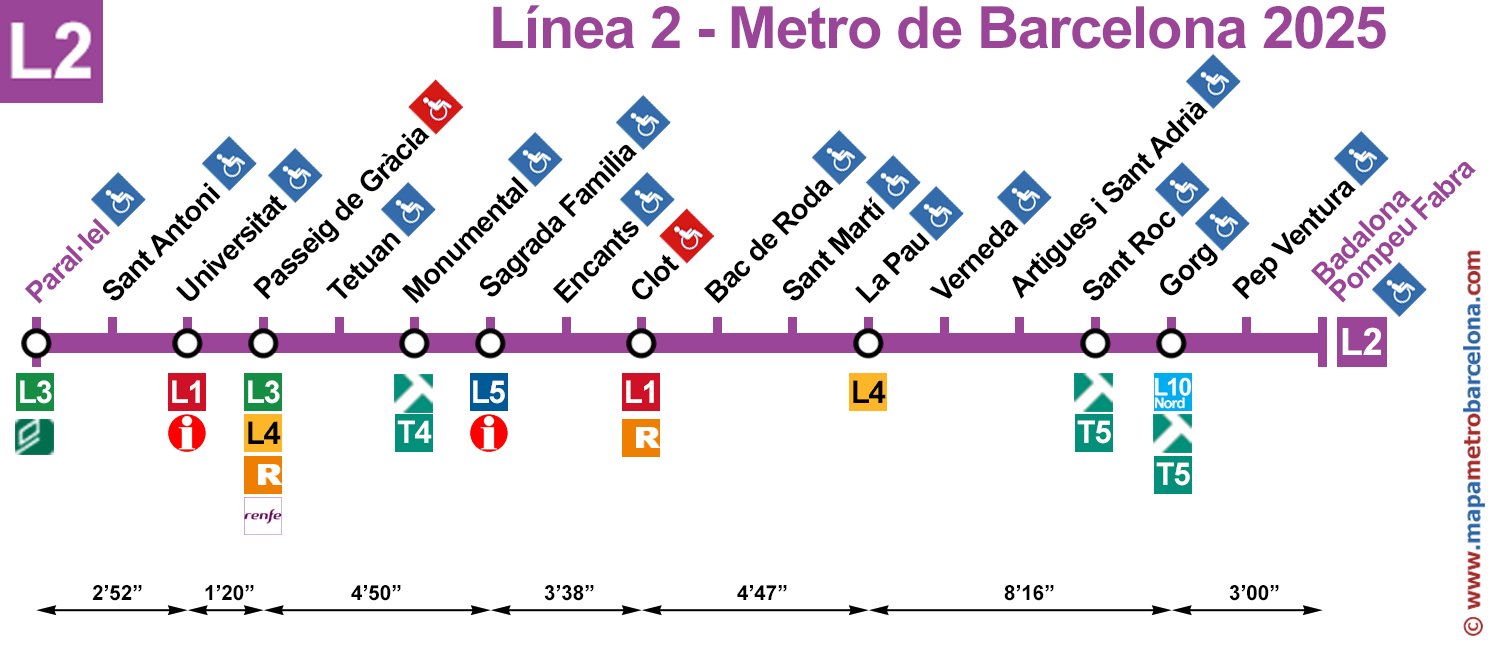 L2
Línea 2 - Metro de Barcelona 2025
Paral·lel
Sant Antoni
Universitat
Passeig de Gràcia
Tetuan
Monumental
Sagrada Familia
Encants
Clot
Bac de Roda
Sant Martí
La Pau
Verneda
Artigues i Sant Adrià
Sant Roc
Gorg
Pep Ventura
Badalona
Pompeu Fabra
L2
L3
L1
i
L3
L4
R
renfe
T4
L5
i
L1
R
L4
T5
L10
Nord
T5
2’52”
1’20”
4’50”
3’38”
4’47”
8’16”
3’00”
© www.mapametrobarcelona.com